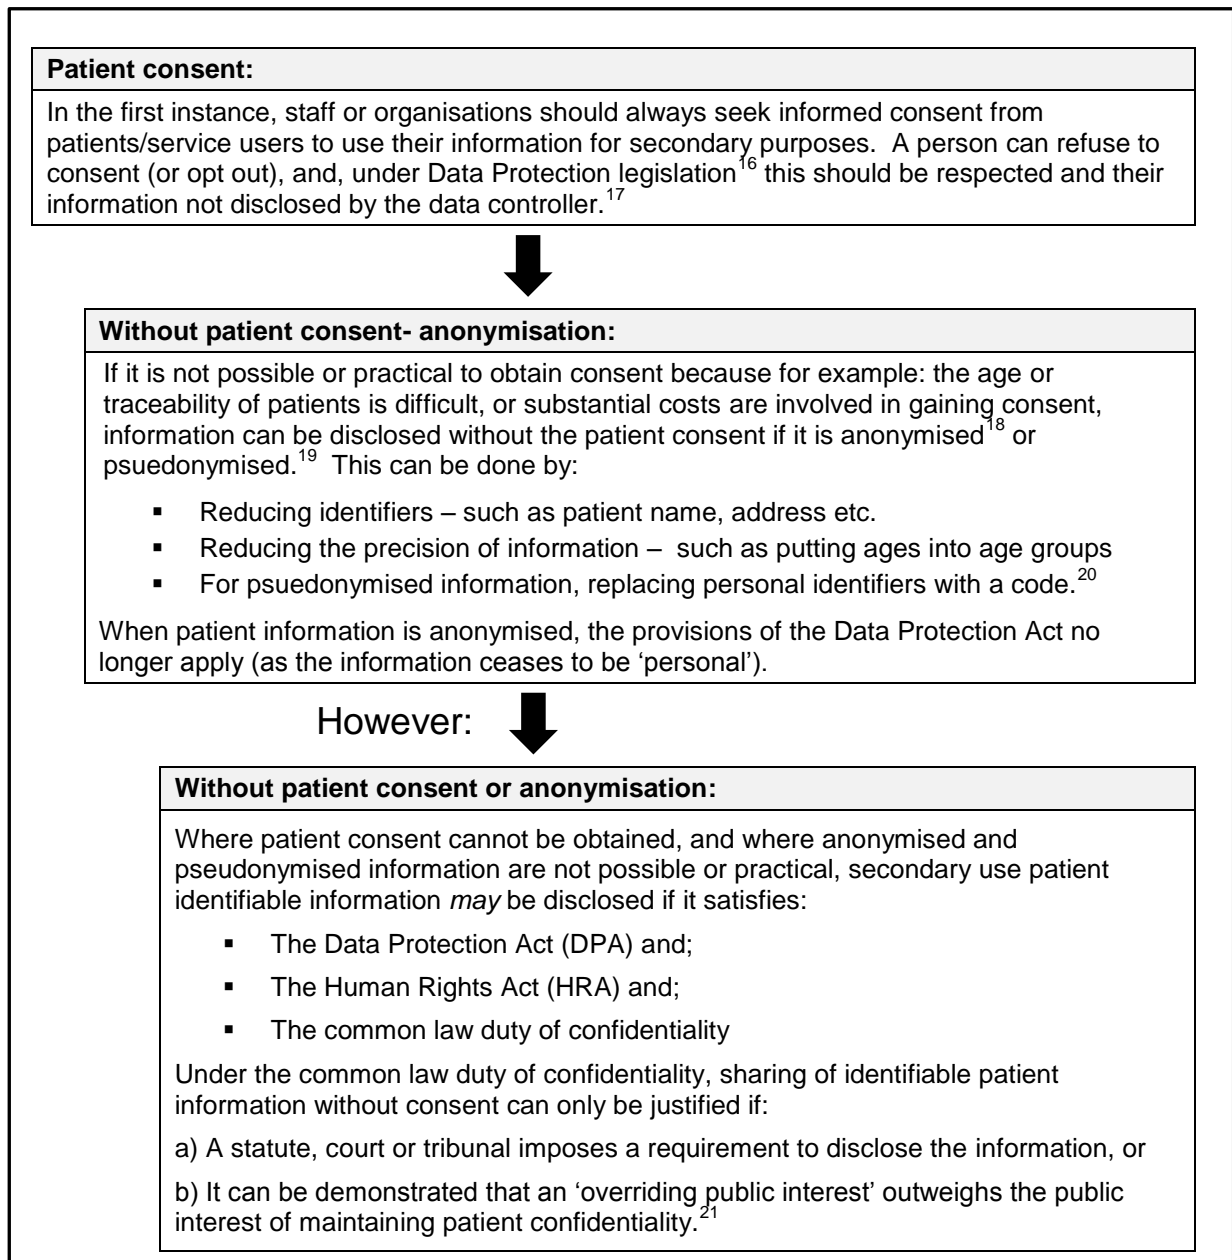 Patient consent:
In the first instance, staff or organisations should always seek informed consent from
patients/service users to use their information for secondary purposes.  A person can refuse to
consent (or opt out), and, under Data Protection legislation16 this should be respected and their
information not disclosed by the data controller.17
Without patient consent- anonymisation:
If it is not possible or practical to obtain consent because for example: the age or
traceability of patients is difficult, or substantial costs are involved in gaining consent,
information can be disclosed without the patient consent if it is anonymised18 or
psuedonymised.19  This can be done by:
▪ Reducing identifiers – such as patient name, address etc.
▪ Reducing the precision of information –  such as putting ages into age groups
▪ For psuedonymised information, replacing personal identifiers with a code.20
When patient information is anonymised, the provisions of the Data Protection Act no
longer apply (as the information ceases to be ‘personal’).
However:
Without patient consent or anonymisation:
Where patient consent cannot be obtained, and where anonymised and
pseudonymised information are not possible or practical, secondary use patient
identifiable information may be disclosed if it satisfies:
▪ The Data Protection Act (DPA) and;
▪ The Human Rights Act (HRA) and;
▪ The common law duty of confidentiality
Under the common law duty of confidentiality, sharing of identifiable patient
information without consent can only be justified if:
a) A statute, court or tribunal imposes a requirement to disclose the information, or
b) It can be demonstrated that an ‘overriding public interest’ outweighs the public
interest of maintaining patient confidentiality.21